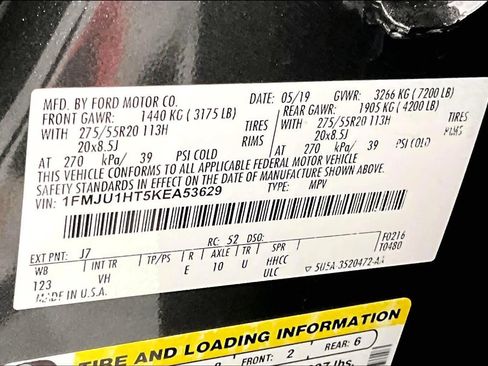 MFD. BY FORD MOTOR CO. DATE: 05/19 GVWR: 3266 KG ( 7200 LB)
FRONT GAWR: 1440 KG ( 3175 LB) REAR GAWR: 1905 KG ( 4200 LB)
WITH 275/55R20 113H TIRES WITH 275/55R20 113H TIRES
20x8.5J RIMS 20x8.5J RIMS
AT 270 kPa/ 39 PSI COLD AT 270 kPa/ 39 PSI COLD
THIS VEHICLE CONFORMS TO ALL APPLICABLE FEDERAL MOTOR VEHICLE
SAFETY STANDARDS IN EFFECT ON THE DATE OF MANUFACTURE SHOWN ABOVE.
VIN: 1FMJU1HT5KEA53629 TYPE: MPV
F0216
T0480
EXT PNT: J7 RC: 52 DSO:
WB INT TR TP/PS R AXLE TR SPR
123 VH E 10 U HHCC
MADE IN U.S.A. ULC 5U5A-3520472-AA
TIRE AND LOADING INFORMATION
FRONT: 2 REAR: 6
lbs.